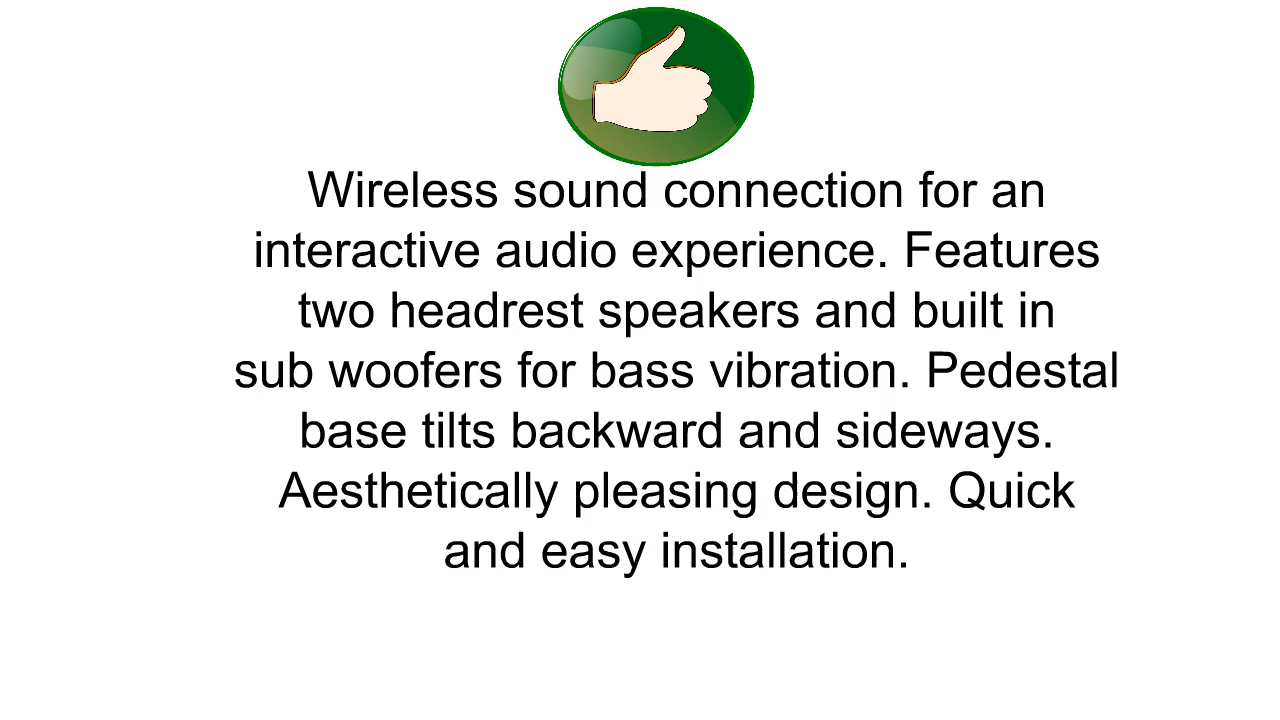 Wireless sound connection for an
interactive audio experience. Features
two headrest speakers and built in
sub woofers for bass vibration. Pedestal
base tilts backward and sideways.
Aesthetically pleasing design. Quick
and easy installation.